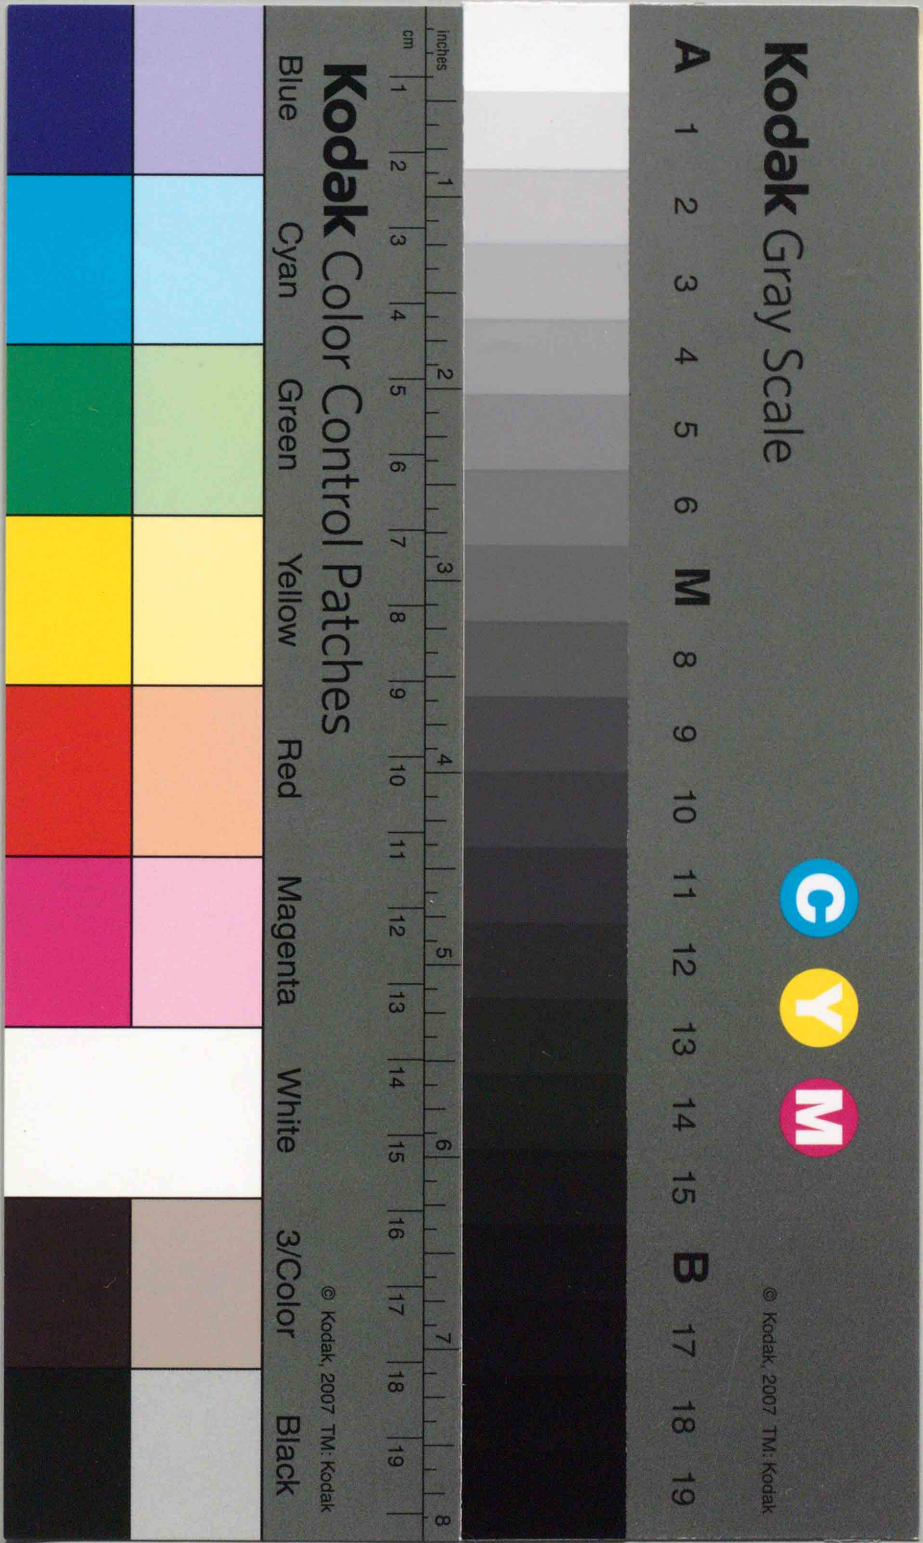 Kodak Gray Scale
C Y M
© Kodak, 2007 TM: Kodak
A 1 2 3 4 5 6 M 8 9 10 11 12 13 14 15 B 17 18 19
inches 1 2 3 4 5 6 7 8
cm 1 2 3 4 5 6 7 8 9 10 11 12 13 14 15 16 17 18 19
Kodak Color Control Patches
© Kodak, 2007 TM: Kodak
Blue Cyan Green Yellow Red Magenta White 3/Color Black